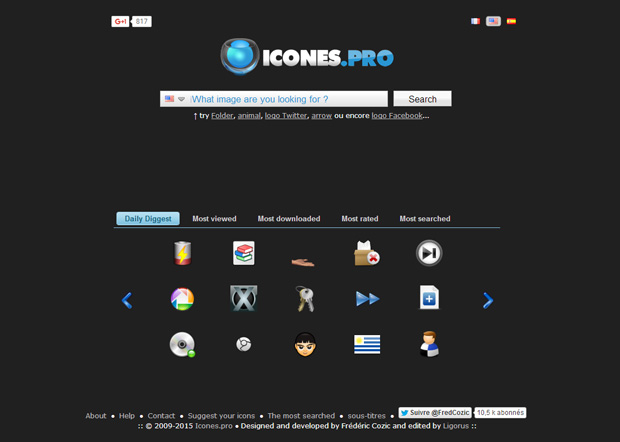 G+1 817
ICONES.PRO
What image are you looking for ? Search
↑ try Folder, animal, logo Twitter, arrow ou encore logo Facebook...
Daily Diggest Most viewed Most downloaded Most rated Most searched
About • Help • Contact • Suggest your icons • The most searched • sous-titres • Suivre @FredCozic 10,5 k abonnés
:: © 2009-2015 Icones.pro • Designed and developed by Frédéric Cozic and edited by Ligorus ::